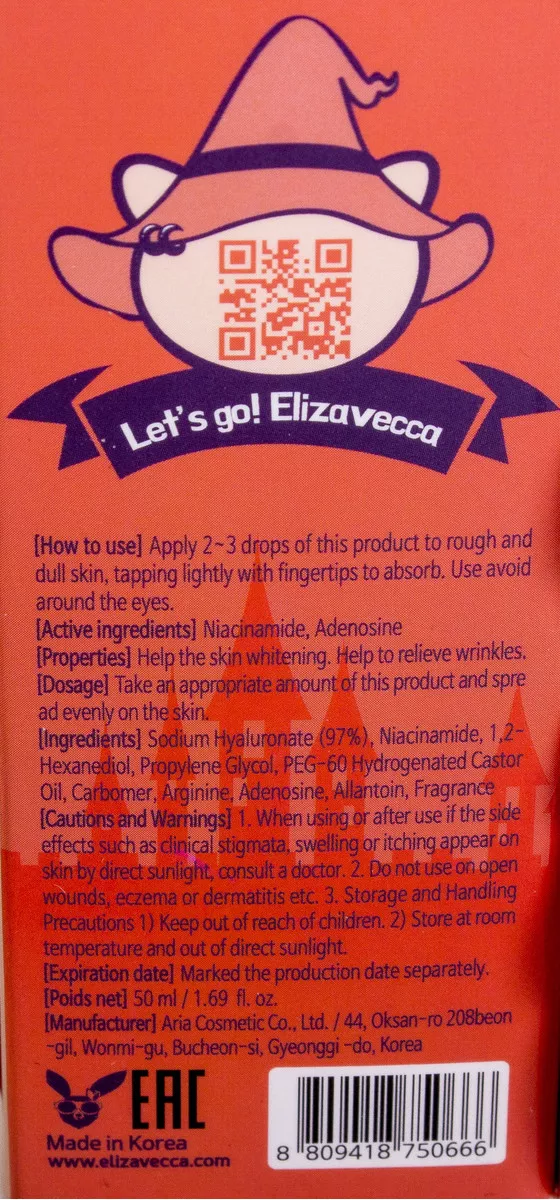 Let's go! Elizavecca
[How to use] Apply 2~3 drops of this product to rough and
dull skin, tapping lightly with fingertips to absorb. Use avoid
around the eyes.
[Active ingredients] Niacinamide, Adenosine
[Properties] Help the skin whitening. Help to relieve wrinkles.
[Dosage] Take an appropriate amount of this product and spre
ad evenly on the skin.
[Ingredients] Sodium Hyaluronate (97%), Niacinamide, 1,2-
Hexanediol, Propylene Glycol, PEG-60 Hydrogenated Castor
Oil, Carbomer, Arginine, Adenosine, Allantoin, Fragrance
[Cautions and Warnings] 1. When using or after use if the side
effects such as clinical stigmata, swelling or itching appear on
skin by direct sunlight, consult a doctor. 2. Do not use on open
wounds, eczema or dermatitis etc. 3. Storage and Handling
Precautions 1) Keep out of reach of children. 2) Store at room
temperature and out of direct sunlight.
[Expiration date] Marked the production date separately.
[Poids net] 50 ml / 1.69 fl. oz.
[Manufacturer] Aria Cosmetic Co., Ltd. / 44, Oksan-ro 208beon
-gil, Wonmi-gu, Bucheon-si, Gyeonggi -do, Korea
EAC
Made in Korea
www.elizavecca.com
8 809418 750666